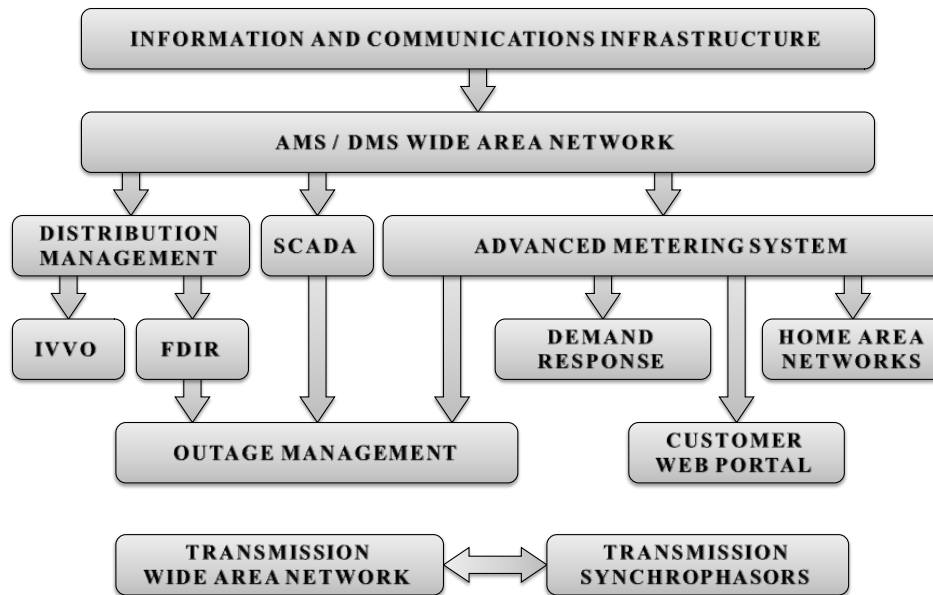 INFORMATION AND COMMUNICATIONS INFRASTRUCTURE
AMS / DMS WIDE AREA NETWORK
DISTRIBUTION
MANAGEMENT
SCADA
ADVANCED METERING SYSTEM
IVVO
FDIR
DEMAND
RESPONSE
HOME AREA
NETWORKS
OUTAGE MANAGEMENT
CUSTOMER
WEB PORTAL
TRANSMISSION
WIDE AREA NETWORK
TRANSMISSION
SYNCHROPHASORS